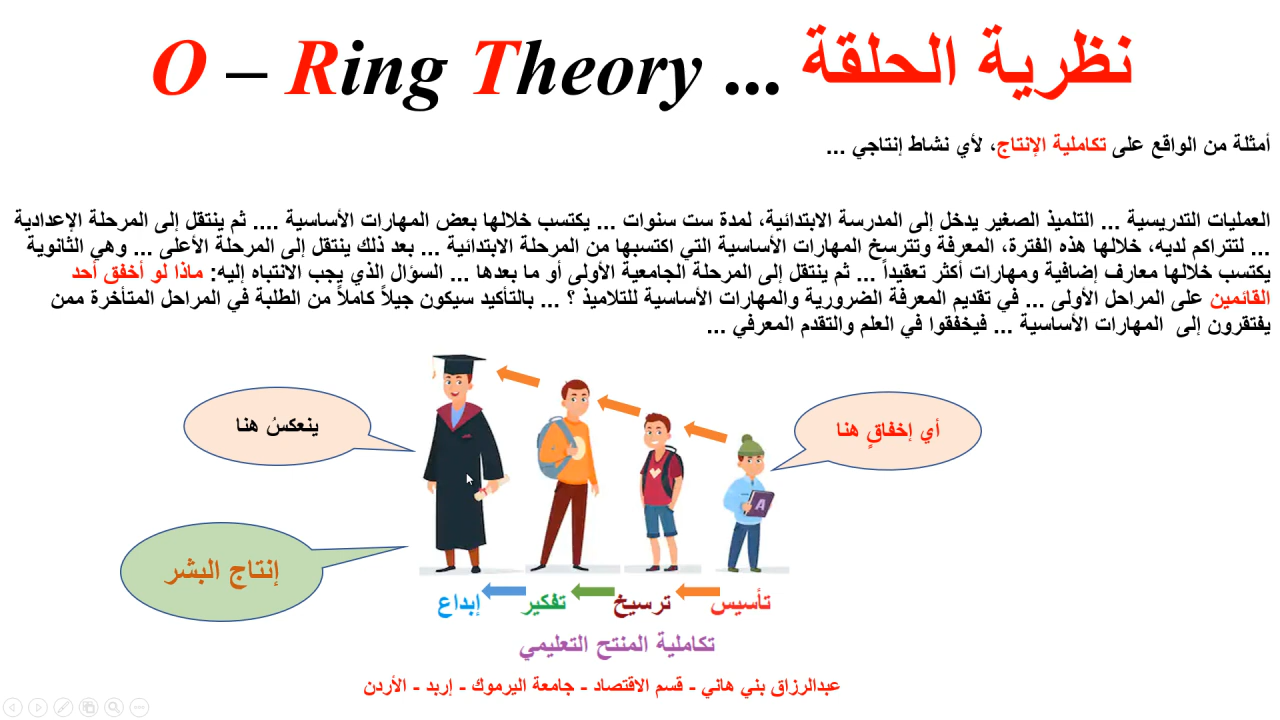 نظرية الحلقة ... O – Ring Theory
أمثلة من الواقع على تكاملية الإنتاج، لأي نشاط إنتاجي ...
العمليات التدريسية ... التلميذ الصغير يدخل إلى المدرسة الابتدائية، لمدة ست سنوات ... يكتسب خلالها بعض المهارات الأساسية .... ثم ينتقل إلى المرحلة الإعدادية
... لتتراكم لديه، خلالها هذه الفترة، المعرفة وتترسخ المهارات الأساسية التي اكتسبها من المرحلة الابتدائية ... بعد ذلك ينتقل إلى المرحلة الأعلى ... وهي الثانوية
يكتسب خلالها معارف إضافية ومهارات أكثر تعقيداً ... ثم ينتقل إلى المرحلة الجامعية الأولى أو ما بعدها ... السؤال الذي يجب الانتباه إليه: ماذا لو أخفق أحد
القائمين على المراحل الأولى ... في تقديم المعرفة الضرورية والمهارات الأساسية للتلاميذ ؟ ... بالتأكيد سيكون جيلاً كاملاً من الطلبة في المراحل المتأخرة ممن
يفتقرون إلى المهارات الأساسية ... فيخفقوا في العلم والتقدم المعرفي ...
أي إخفاقٍ هنا
ينعكسُ هنا
A
إنتاج البشر
تأسيس ترسيخ تفكير إبداع
تكاملية المنتح التعليمي
عبدالرزاق بني هاني - قسم الاقتصاد - جامعة اليرموك - إربد - الأردن